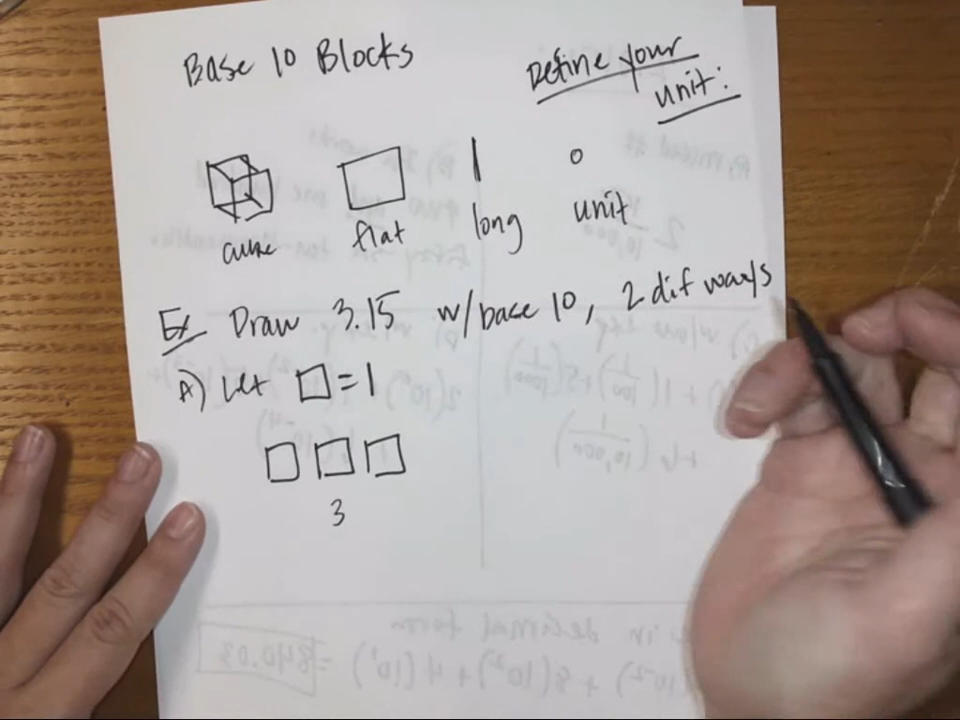 Base 10 Blocks
Define your
unit:
cube flat long unit
Ex Draw 3.15 w/base 10, 2 dif ways
A) Let □ = 1
3